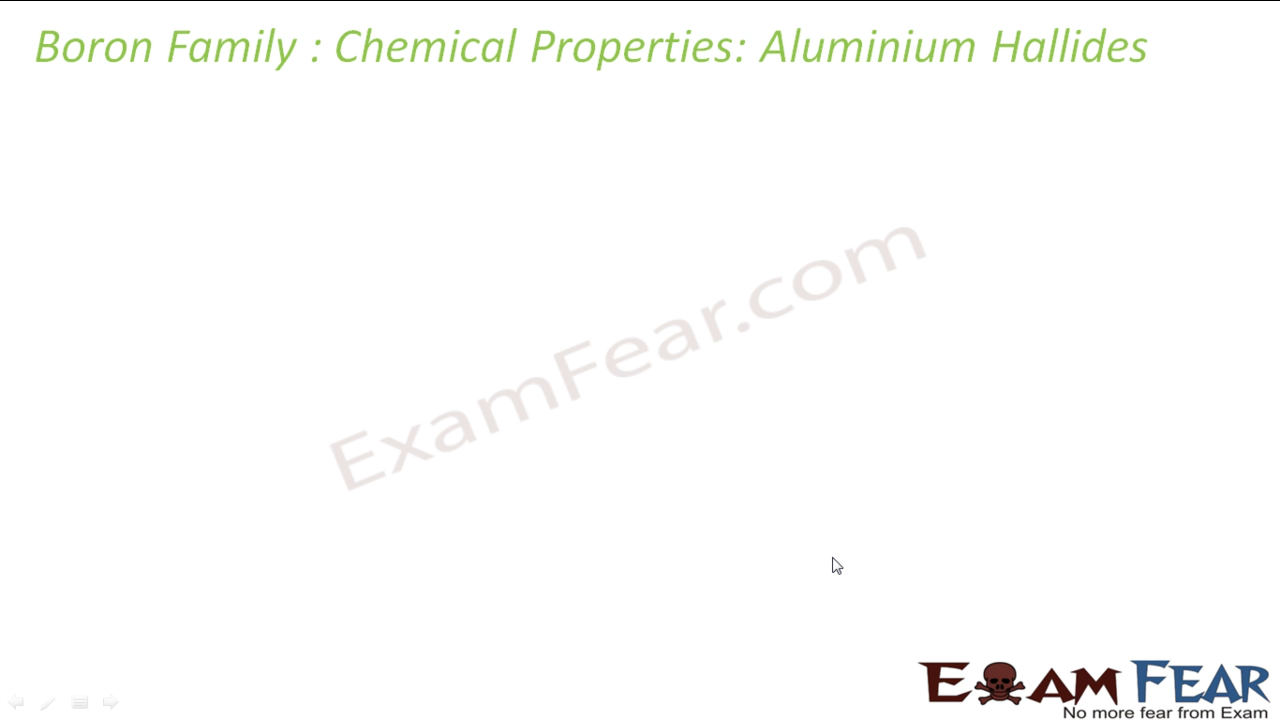 Boron Family : Chemical Properties: Aluminium Hallides
ExamFear.com
EXAM FEAR
No more fear from Exam